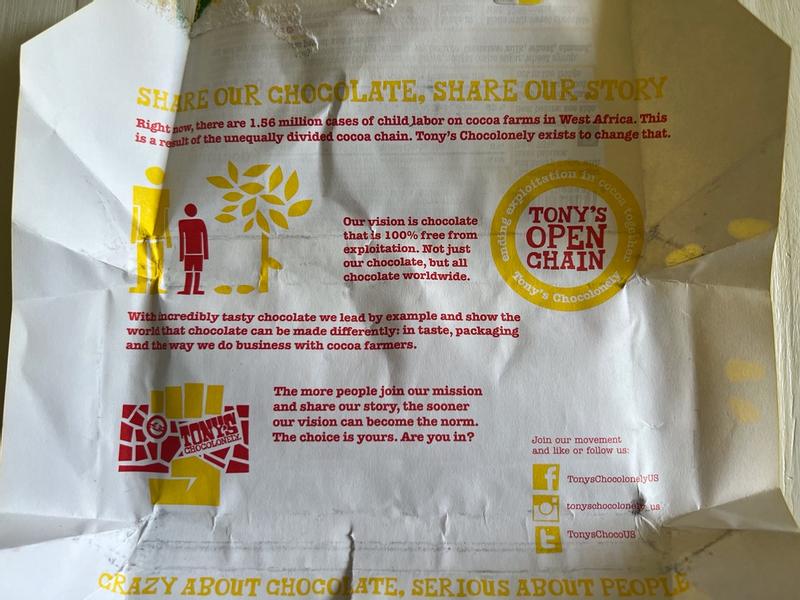 SHARE OUR CHOCOLATE, SHARE OUR STORY
Right now, there are 1.56 million cases of child labor on cocoa farms in West Africa. This
is a result of the unequally divided cocoa chain. Tony's Chocolonely exists to change that.
Our vision is chocolate
that is 100% free from
exploitation. Not just
our chocolate, but all
chocolate worldwide.
ending exploitation in cocoa together.
TONY'S
OPEN
CHAIN
Tony's Chocolonely
With incredibly tasty chocolate we lead by example and show the
world that chocolate can be made differently: in taste, packaging
and the way we do business with cocoa farmers.
TONY'S
CHOCOLONELY
The more people join our mission
and share our story, the sooner
our vision can become the norm.
The choice is yours. Are you in?
Join our movement
and like or follow us:
TonysChocolonelyUS
tonyschocolonely_us
TonysChocoUS
CRAZY ABOUT CHOCOLATE, SERIOUS ABOUT PEOPLE